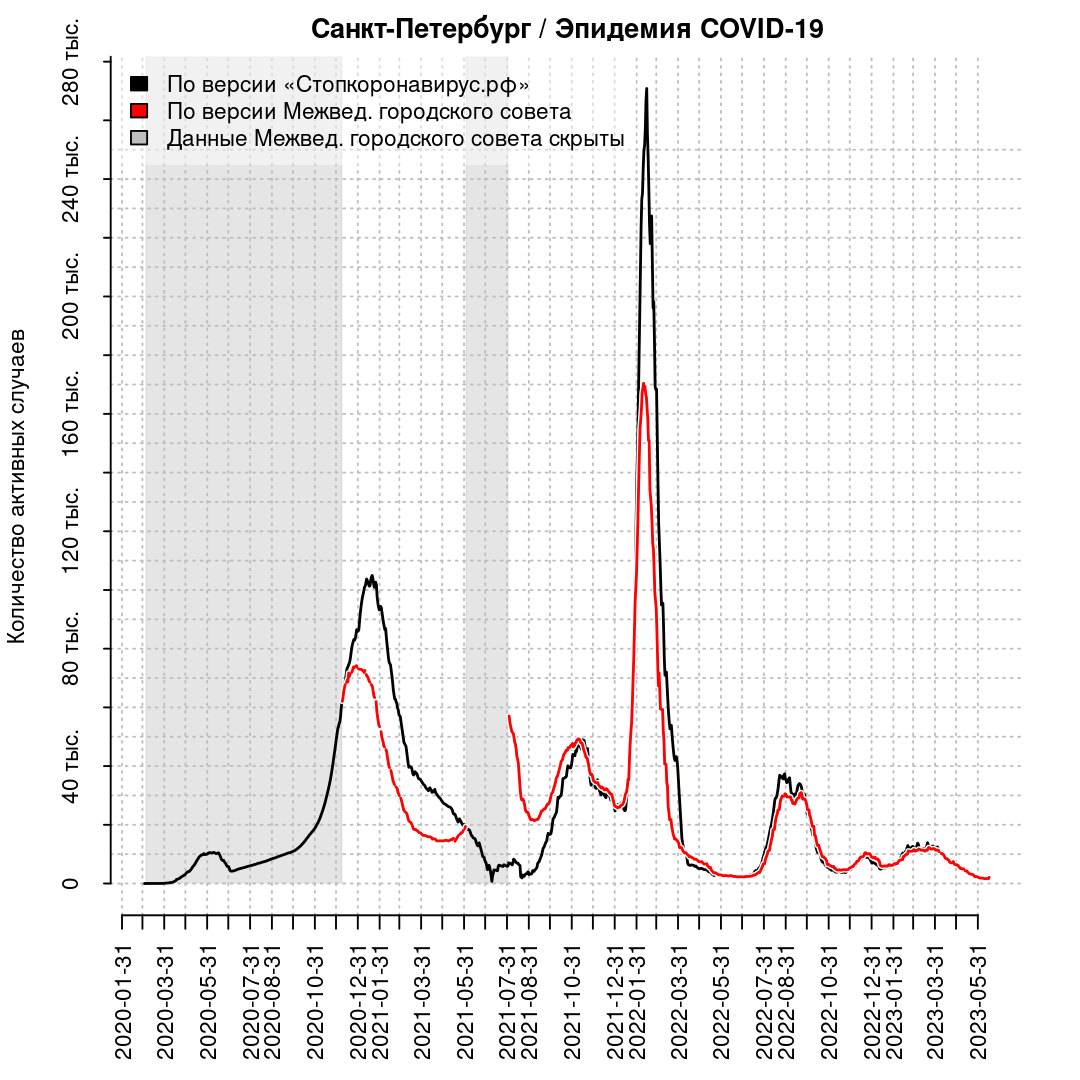 Санкт-Петербург / Эпидемия COVID-19
По версии «Стопкоронавирус.рф»
По версии Межвед. городского совета
Данные Межвед. городского совета скрыты
Количество активных случаев
280 тыс.
240 тыс.
200 тыс.
160 тыс.
120 тыс.
80 тыс.
40 тыс.
0
2020-01-31
2020-03-31
2020-05-31
2020-07-31
2020-08-31
2020-10-31
2020-12-31
2021-01-31
2021-03-31
2021-05-31
2021-07-31
2021-08-31
2021-10-31
2021-12-31
2022-01-31
2022-03-31
2022-05-31
2022-07-31
2022-08-31
2022-10-31
2022-12-31
2023-01-31
2023-03-31
2023-05-31